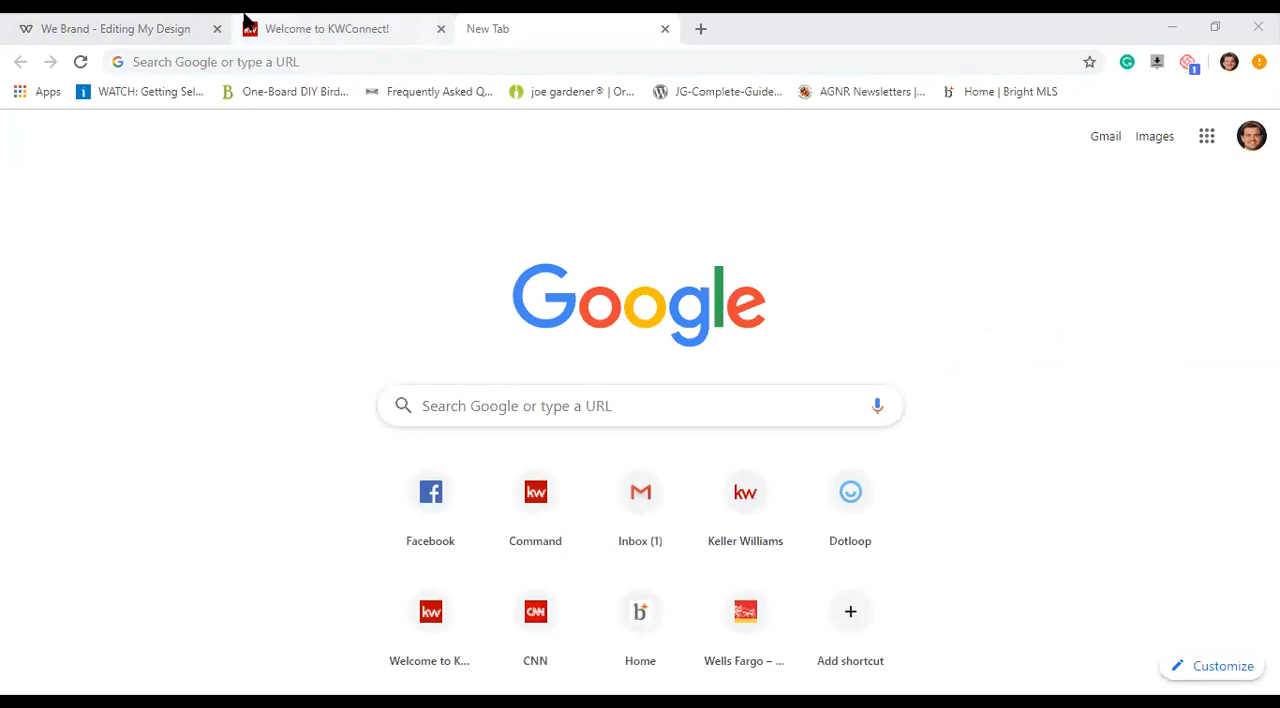 We Brand - Editing My Design
Welcome to KWConnect!
New Tab
Search Google or type a URL
1
Apps
WATCH: Getting Sel...
One-Board DIY Bird...
Frequently Asked Q...
joe gardener® | Or...
JG-Complete-Guide...
AGNR Newsletters |...
Home | Bright MLS
Gmail
Images
Google
Search Google or type a URL
Facebook
kw
Command
Inbox (1)
kw
Keller Williams
Dotloop
kw
Welcome to K...
CNN
CNN
b
Home
Wells Fargo – ...
Add shortcut
Customize